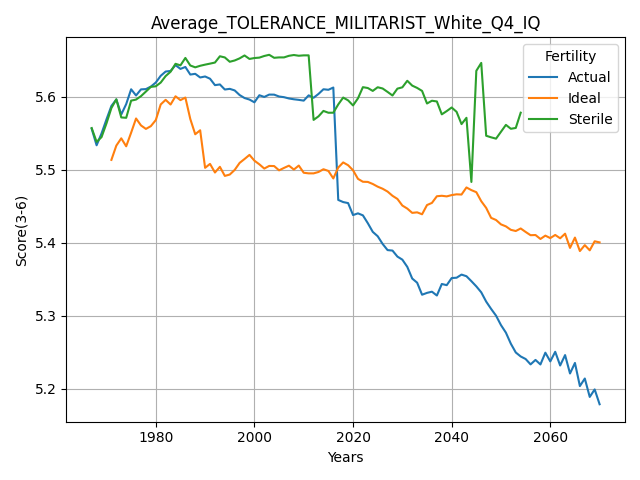 Average_TOLERANCE_MILITARIST_White_Q4_IQ
Fertility
Actual
Ideal
Sterile
Score(3-6)
5.6
5.5
5.4
5.3
5.2
1980
2000
2020
2040
2060
Years